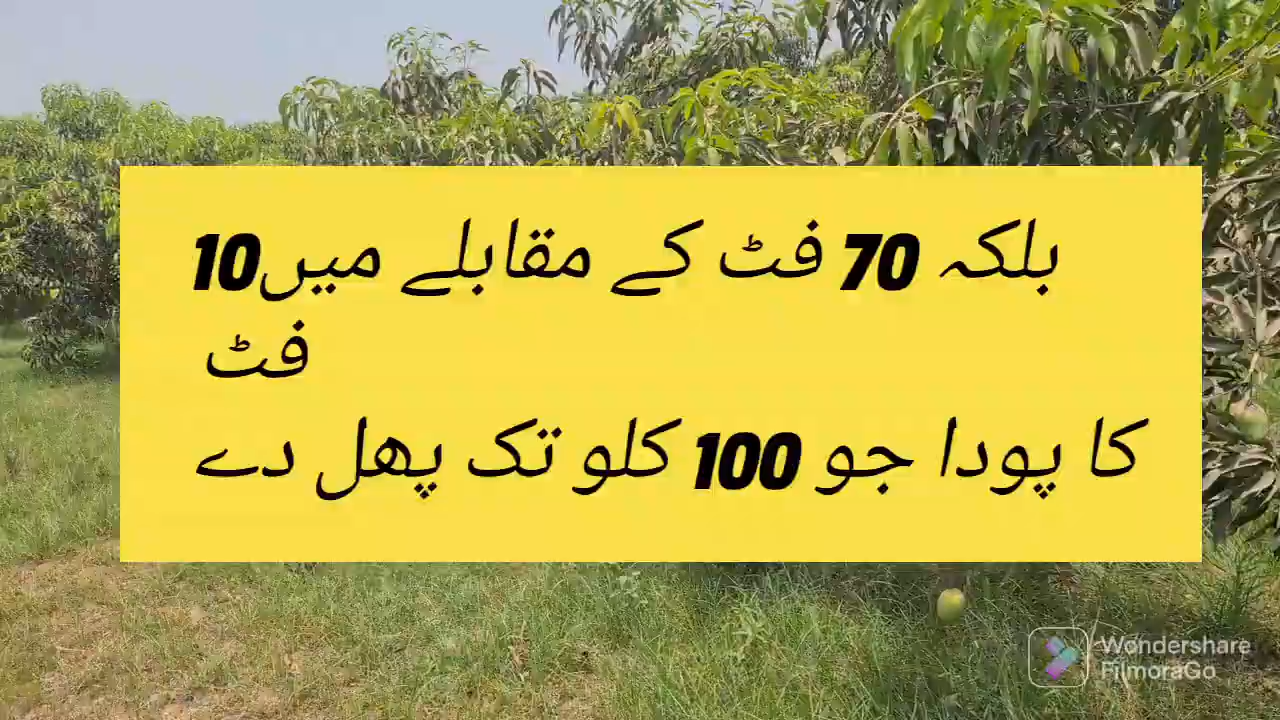 بلکہ 70 فٹ کے مقابلے میں10
فٹ
کا پودا جو 100 کلو تک پھل دے
Wondershare
FilmoraGo